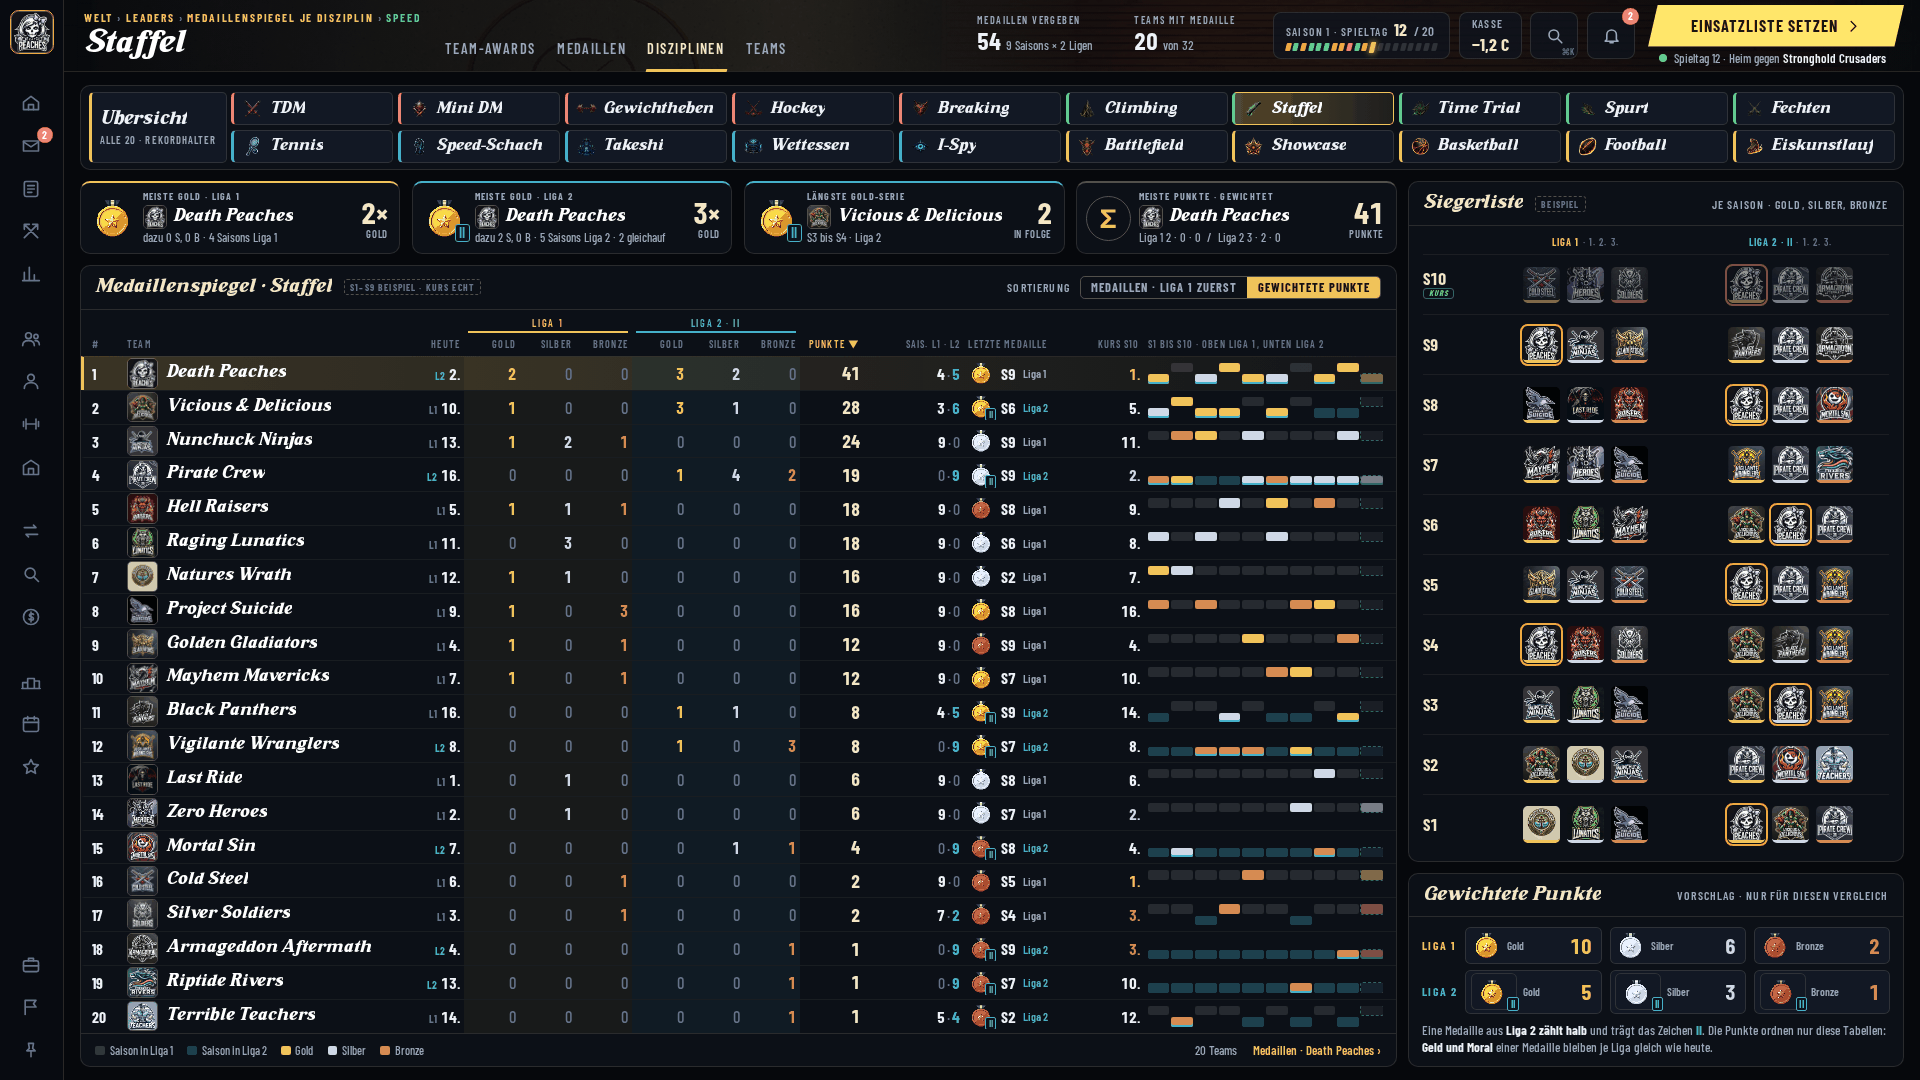 WELT › LEADERS › MEDAILLENSPIEGEL JE DISZIPLIN › SPEED
Staffel
TEAM-AWARDS MEDAILLEN DISZIPLINEN TEAMS
MEDAILLEN VERGEBEN
54 9 Saisons × 2 Ligen
TEAMS MIT MEDAILLE
20 von 32
SAISON 1 · SPIELTAG 12 / 20
KASSE
−1,2 C
⌘K
2
EINSATZLISTE SETZEN
Spieltag 12 · Heim gegen Stronghold Crusaders
2
Übersicht
ALLE 20 · REKORDHALTER
TDM Mini DM Gewichtheben Hockey Breaking Climbing Staffel Time Trial Spurt Fechten
Tennis Speed-Schach Takeshi Wettessen I-Spy Battlefield Showcase Basketball Football Eiskunstlauf
MEISTE GOLD · LIGA 1
Death Peaches
dazu 0 S, 0 B · 4 Saisons Liga 1
2×
GOLD
MEISTE GOLD · LIGA 2
Death Peaches
dazu 2 S, 0 B · 5 Saisons Liga 2 · 2 gleichauf
3×
GOLD
LÄNGSTE GOLD-SERIE
Vicious & Delicious
S3 bis S4 · Liga 2
2
IN FOLGE
MEISTE PUNKTE · GEWICHTET
Death Peaches
Liga 1 2 · 0 · 0 / Liga 2 3 · 2 · 0
41
PUNKTE
Medaillenspiegel · Staffel
S1–S9 BEISPIEL · KURS ECHT
SORTIERUNG MEDAILLEN · LIGA 1 ZUERST GEWICHTETE PUNKTE
LIGA 1 LIGA 2 · II
# TEAM HEUTE GOLD SILBER BRONZE GOLD SILBER BRONZE PUNKTE ▼ SAIS. L1 · L2 LETZTE MEDAILLE KURS S10 S1 BIS S10 · OBEN LIGA 1, UNTEN LIGA 2
1 Death Peaches L2 2. 2 0 0 3 2 0 41 4 · 5 S9 Liga 1 1.
2 Vicious & Delicious L1 10. 1 0 0 3 1 0 28 3 · 6 S6 Liga 2 5.
3 Nunchuck Ninjas L1 13. 1 2 1 0 0 0 24 9 · 0 S9 Liga 1 11.
4 Pirate Crew L2 16. 0 0 0 1 4 2 19 0 · 9 S9 Liga 2 2.
5 Hell Raisers L1 5. 1 1 1 0 0 0 18 9 · 0 S8 Liga 1 9.
6 Raging Lunatics L1 11. 0 3 0 0 0 0 18 9 · 0 S6 Liga 1 8.
7 Natures Wrath L1 12. 1 1 0 0 0 0 16 9 · 0 S2 Liga 1 7.
8 Project Suicide L1 9. 1 0 3 0 0 0 16 9 · 0 S8 Liga 1 16.
9 Golden Gladiators L1 4. 1 0 1 0 0 0 12 9 · 0 S9 Liga 1 4.
10 Mayhem Mavericks L1 7. 1 0 1 0 0 0 12 9 · 0 S7 Liga 1 10.
11 Black Panthers L1 16. 0 0 0 1 1 0 8 4 · 5 S9 Liga 2 14.
12 Vigilante Wranglers L2 8. 0 0 0 1 0 3 8 0 · 9 S7 Liga 2 8.
13 Last Ride L1 1. 0 1 0 0 0 0 6 9 · 0 S8 Liga 1 6.
14 Zero Heroes L1 2. 0 1 0 0 0 0 6 9 · 0 S7 Liga 1 2.
15 Mortal Sin L2 7. 0 0 0 0 1 1 4 0 · 9 S8 Liga 2 4.
16 Cold Steel L1 6. 0 0 1 0 0 0 2 9 · 0 S5 Liga 1 1.
17 Silver Soldiers L1 3. 0 0 1 0 0 0 2 7 · 2 S4 Liga 1 3.
18 Armageddon Aftermath L2 4. 0 0 0 0 0 1 1 0 · 9 S9 Liga 2 3.
19 Riptide Rivers L2 13. 0 0 0 0 0 1 1 0 · 9 S7 Liga 2 10.
20 Terrible Teachers L1 14. 0 0 0 0 0 1 1 5 · 4 S2 Liga 2 12.
Saison in Liga 1 Saison in Liga 2 Gold Silber Bronze
20 Teams Medaillen · Death Peaches ›
Siegerliste BEISPIEL JE SAISON · GOLD, SILBER, BRONZE
LIGA 1 · 1. 2. 3. LIGA 2 · II · 1. 2. 3.
S10
KURS
S9
S8
S7
S6
S5
S4
S3
S2
S1
Gewichtete Punkte VORSCHLAG · NUR FÜR DIESEN VERGLEICH
LIGA 1 Gold 10 Silber 6 Bronze 2
LIGA 2 II Gold 5 II Silber 3 II Bronze 1
Eine Medaille aus Liga 2 zählt halb und trägt das Zeichen II. Die Punkte ordnen nur diese Tabellen:
Geld und Moral einer Medaille bleiben je Liga gleich wie heute.